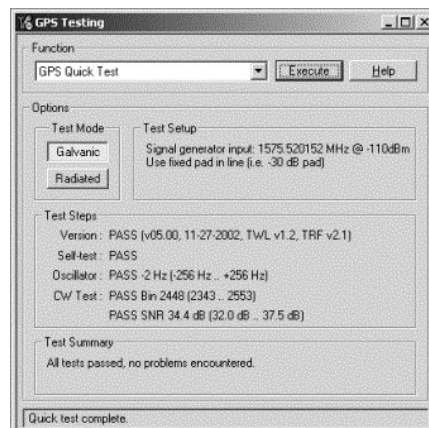 GPS Testing
Function
GPS Quick Test
Execute
Help
Options
Test Mode
Galvanic
Radiated
Test Setup
Signal generator input: 1575.520152 MHz @ -110dBm
Use fixed pad in line (i.e. -30 dB pad)
Test Steps
Version : PASS (v05.00, 11-27-2002, TWL v1.2, TRF v2.1)
Self-test : PASS
Oscillator : PASS -2 Hz (-256 Hz .. +256 Hz)
CW Test : PASS Bin 2448 (2343 .. 2553)
PASS SNR 34.4 dB (32.0 dB .. 37.5 dB)
Test Summary
All tests passed, no problems encountered.
Quick test complete.